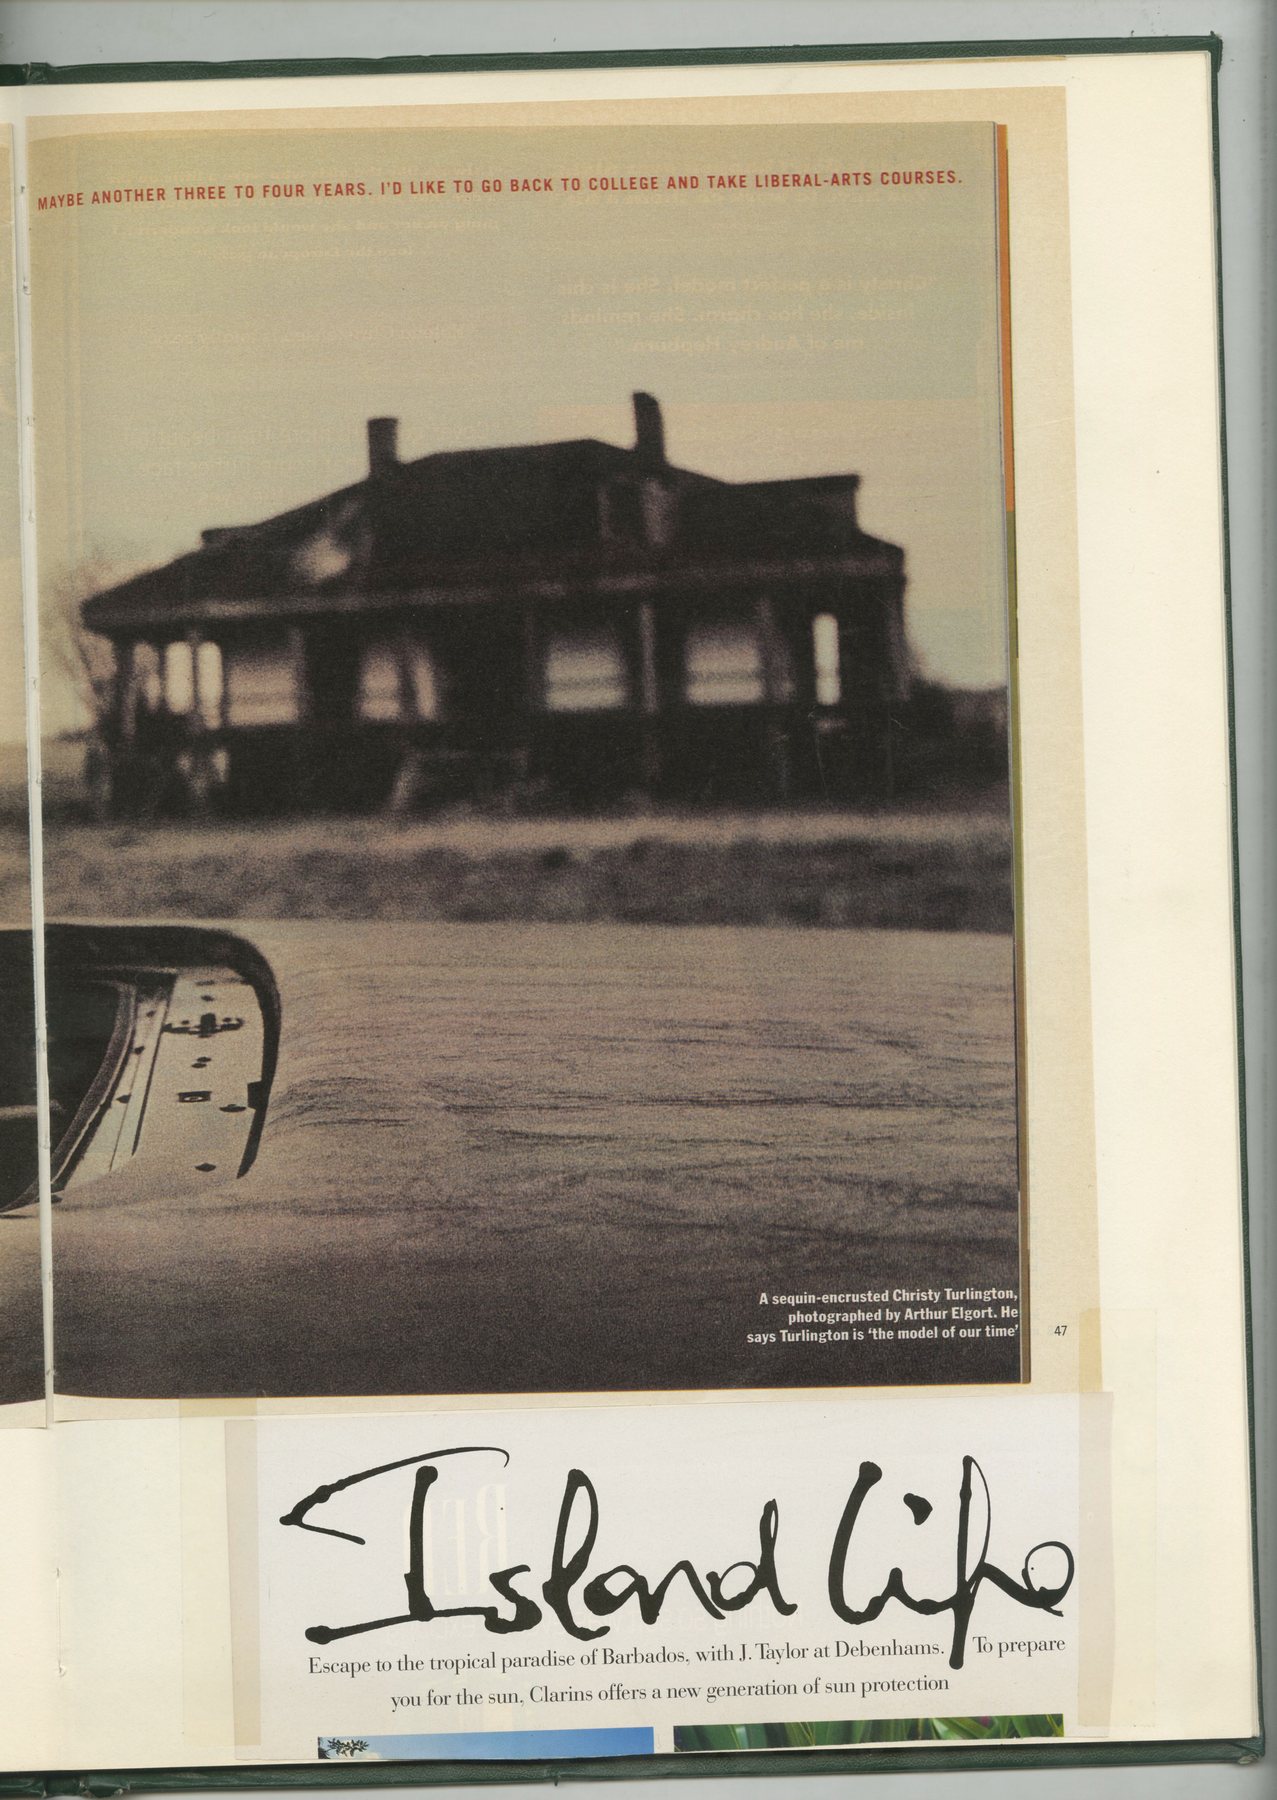 MAYBE ANOTHER THREE TO FOUR YEARS. I'D LIKE TO GO BACK TO COLLEGE AND TAKE LIBERAL-ARTS COURSES.
A sequin-encrusted Christy Turlington,
photographed by Arthur Elgort. He
says Turlington is 'the model of our time'
47
Island life
Escape to the tropical paradise of Barbados, with J. Taylor at Debenhams. To prepare
you for the sun, Clarins offers a new generation of sun protection